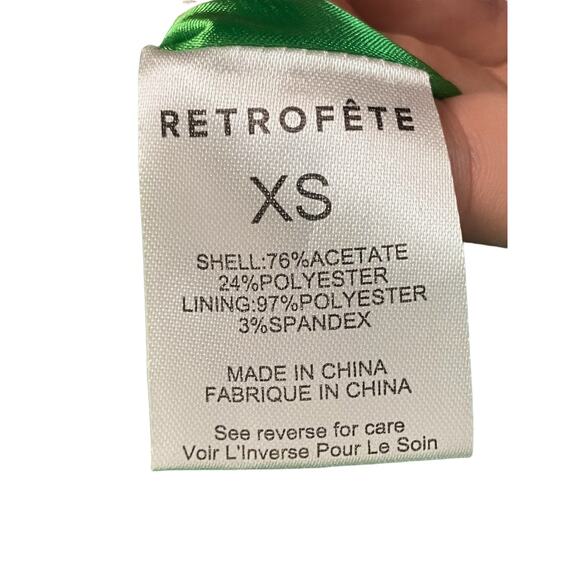 RETROFÊTE
XS
SHELL:76%ACETATE
24%POLYESTER
LINING:97%POLYESTER
3%SPANDEX
MADE IN CHINA
FABRIQUE IN CHINA
See reverse for care
Voir L'Inverse Pour Le Soin